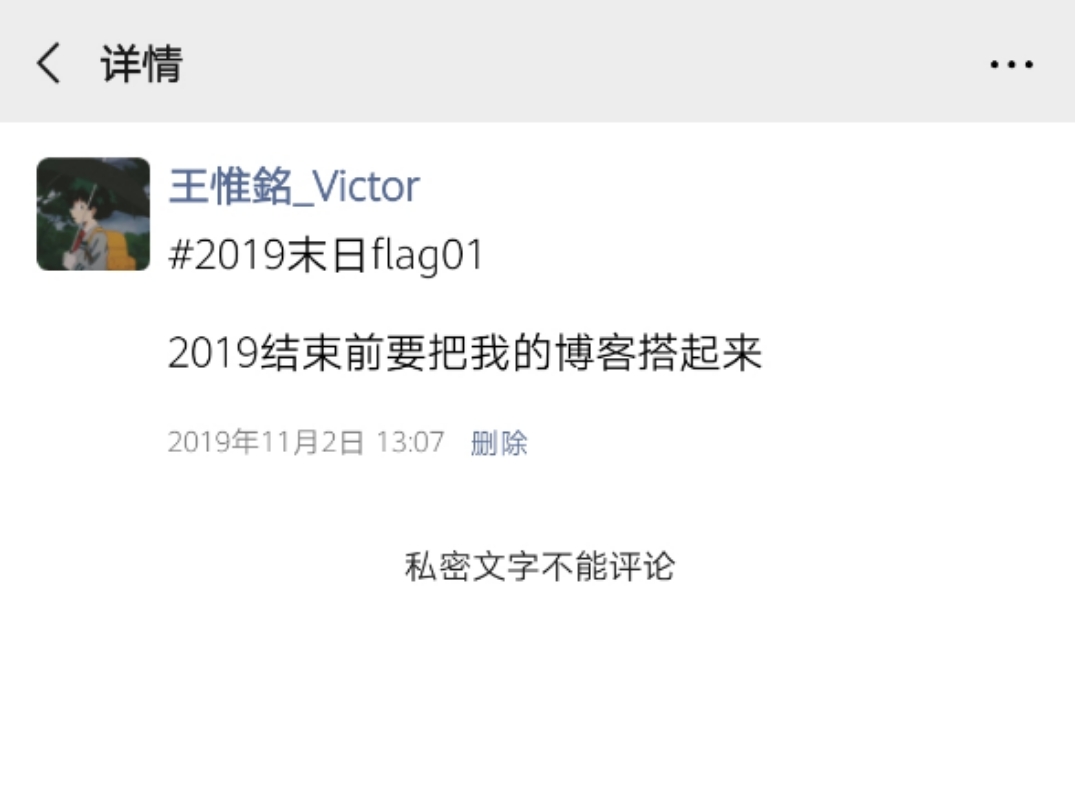 详情
王惟銘_Victor
#2019末日flag01
2019结束前要把我的博客搭起来
2019年11月2日 13:07 删除
私密文字不能评论